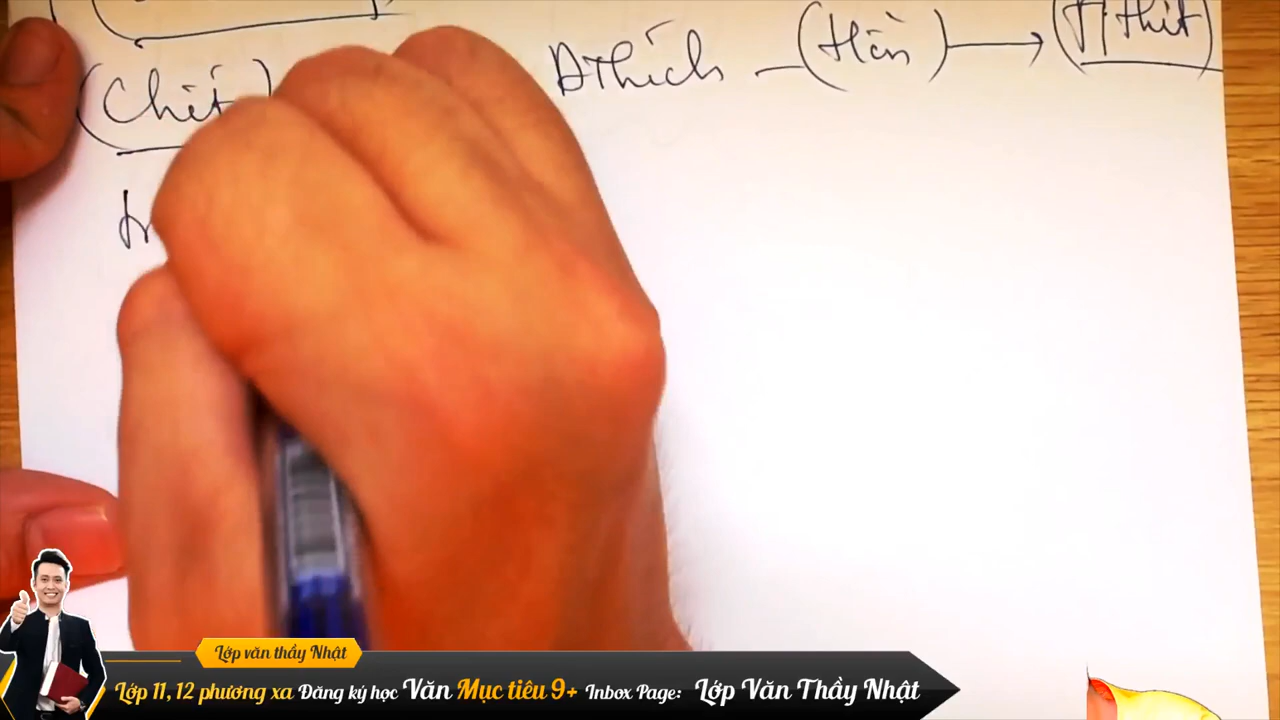 ĐThích – (Hồn) → (
(Chết
Lớp văn thầy Nhật
Lớp 11, 12 phương xa Đăng ký học Văn Mục tiêu 9+ Inbox Page: Lớp Văn Thầy Nhật